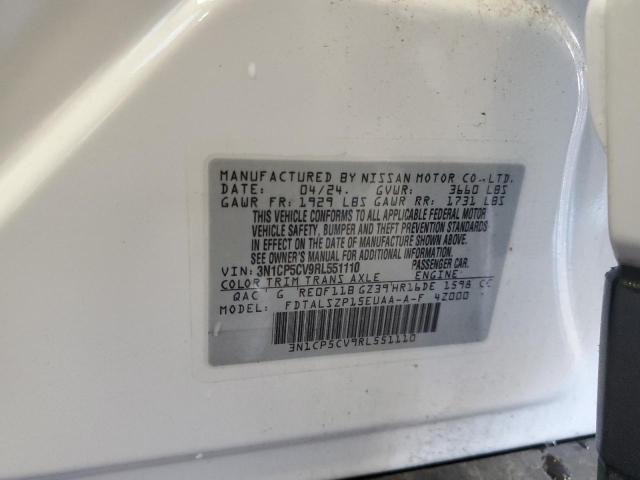 MANUFACTURED BY NISSAN MOTOR CO.,LTD.
DATE: 04/24. GVWR: 3660 LBS
GAWR FR: 1929 LBS GAWR RR: 1731 LBS
THIS VEHICLE CONFORMS TO ALL APPLICABLE FEDERAL MOTOR
VEHICLE SAFETY, BUMPER AND THEFT PREVENTION STANDARDS
IN EFFECT ON THE DATE OF MANUFACTURE SHOWN ABOVE.
SEE OWNER'S MANUAL FOR ADDITIONAL INFORMATION.
VIN: 3N1CP5CV9RL551110 PASSENGER CAR.
COLOR TRIM TRANS AXLE ENGINE
QAC G RE0F11B GZ39 HR16DE 1598 CC
MODEL FDTALSZP15EUAA-A-F 42000
3N1CP5CV9RL551110